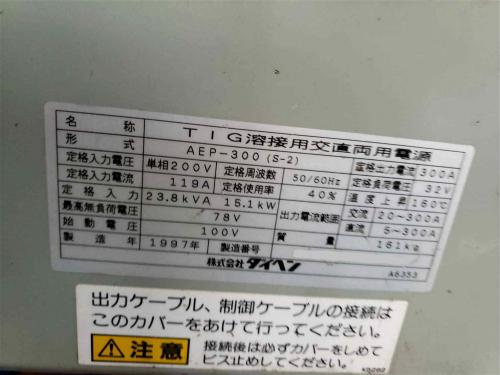 名称 TIG溶接用交直両用電源
形式 AEP-300 (S-2)
定格入力電圧 単相200V 定格周波数 50/60Hz 定格出力電流 300A
定格入力電流 119A 定格使用率 40% 定格負荷電圧 32V
定格入力 23.8kVA 15.1kW 温度上昇 160℃
最高無負荷電圧 78V 出力電流範囲 交流 20~300A
始動電圧 100V 直流 5~300A
製造年 1997年 製造番号 質量 161kg
株式会社ダイヘン A6353
出力ケーブル、制御ケーブルの接続は
このカバーをあけて行ってください。
注意 接続後は必ずカバーをしめて
ビス止めしてください。